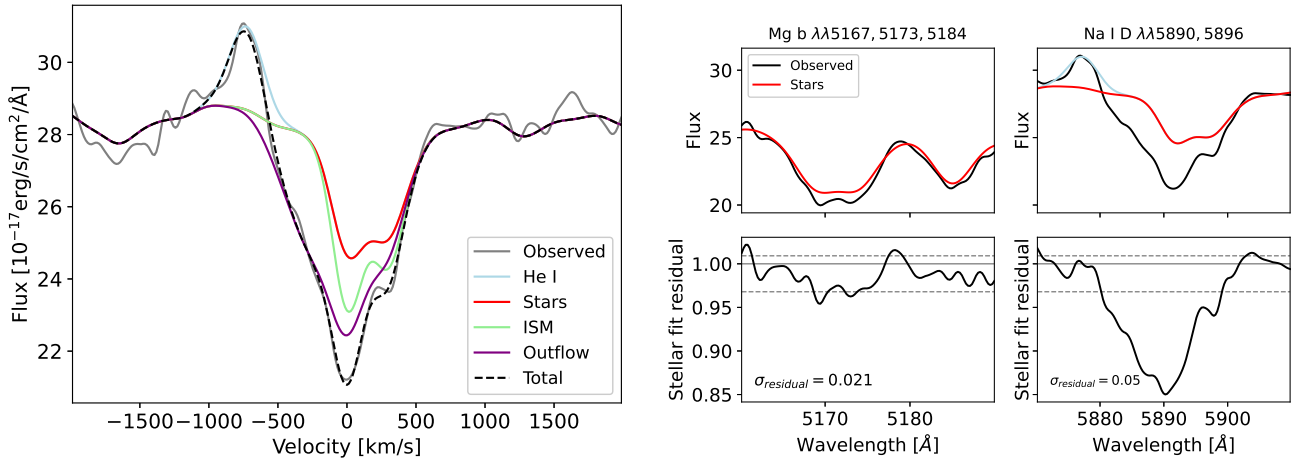 Flux [10⁻¹⁷erg/s/cm²/Å]
30
28
26
24
22
−1500 −1000 −500 0 500 1000 1500
Velocity [km/s]
Observed
He I
Stars
ISM
Outflow
Total
Mg b λλ5167, 5173, 5184
Flux
30
25
20
Observed
Stars
Na I D λλ5890, 5896
Flux
Stellar fit residual
1.00
0.95
0.90
0.85
σresidual = 0.021
5170 5180
Wavelength [Å]
Stellar fit residual
σresidual = 0.05
5880 5890 5900
Wavelength [Å]